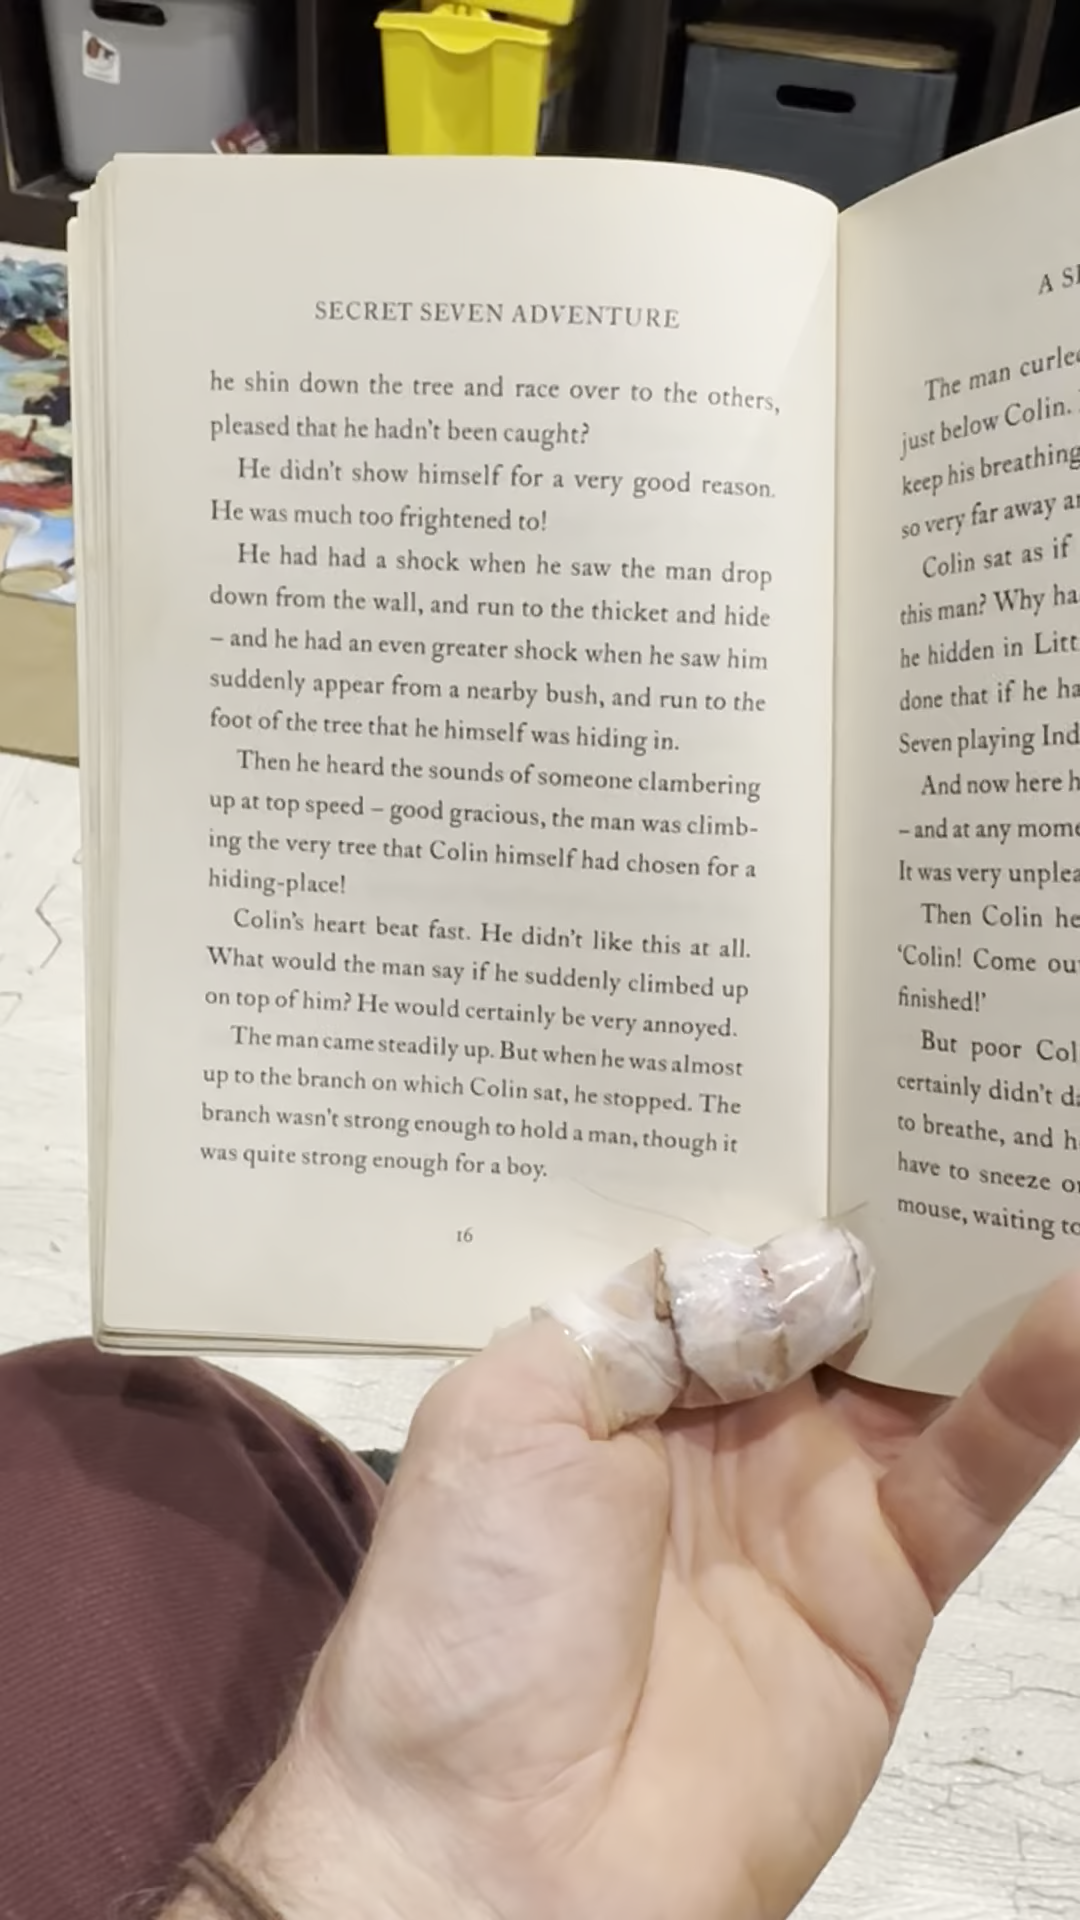 SECRET SEVEN ADVENTURE
he shin down the tree and race over to the others,
pleased that he hadn't been caught?
He didn't show himself for a very good reason.
He was much too frightened to!
He had had a shock when he saw the man drop
down from the wall, and run to the thicket and hide
– and he had an even greater shock when he saw him
suddenly appear from a nearby bush, and run to the
foot of the tree that he himself was hiding in.
Then he heard the sounds of someone clambering
up at top speed – good gracious, the man was climb-
ing the very tree that Colin himself had chosen for a
hiding-place!
Colin's heart beat fast. He didn't like this at all.
What would the man say if he suddenly climbed up
on top of him? He would certainly be very annoyed.
The man came steadily up. But when he was almost
up to the branch on which Colin sat, he stopped. The
branch wasn't strong enough to hold a man, though it
was quite strong enough for a boy.
16
A
The man
just below Colin.
keep his breathing
so very far away
Colin sat as if
this man? Why
he hidden in
done that if he
Seven playing
And now here
– and at any
It was very
Then Colin
'Colin! Come
finished!'
But poor
certainly didn't
to breathe, and
have to sneeze
mouse, waiting